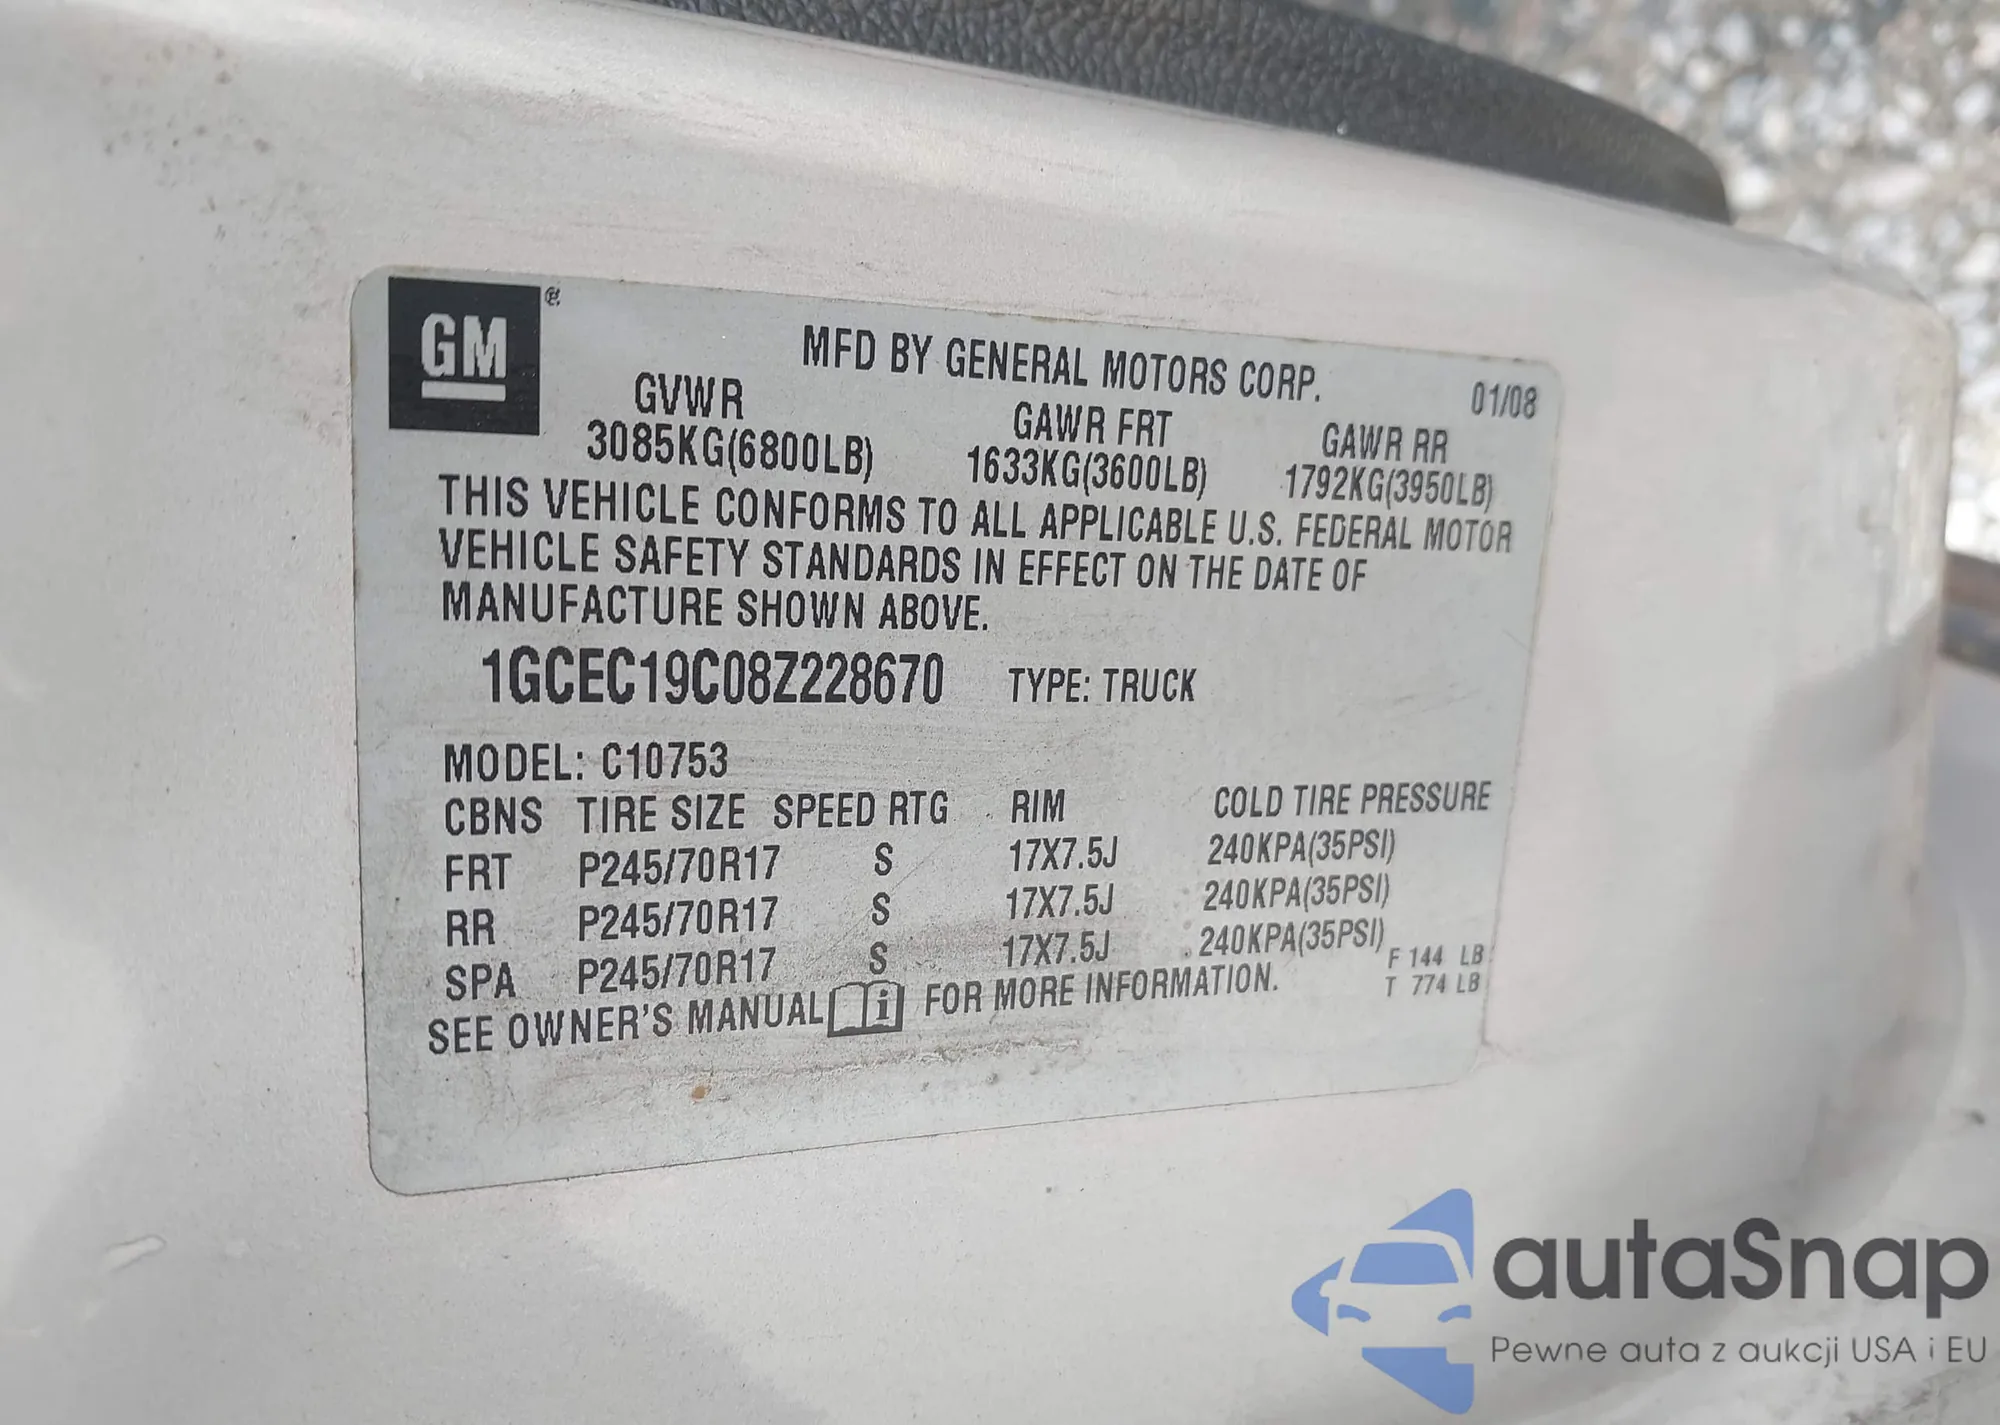 GM ®
MFD BY GENERAL MOTORS CORP. 01/08
GVWR GAWR FRT GAWR RR
3085KG(6800LB) 1633KG(3600LB) 1792KG(3950LB)
THIS VEHICLE CONFORMS TO ALL APPLICABLE U.S. FEDERAL MOTOR
VEHICLE SAFETY STANDARDS IN EFFECT ON THE DATE OF
MANUFACTURE SHOWN ABOVE.
1GCEC19C08Z228670 TYPE: TRUCK
MODEL: C10753
CBNS TIRE SIZE SPEED RTG RIM COLD TIRE PRESSURE
FRT P245/70R17 S 17X7.5J 240KPA(35PSI)
RR P245/70R17 S 17X7.5J 240KPA(35PSI)
SPA P245/70R17 S 17X7.5J 240KPA(35PSI)
F 144 LB
T 774 LB
SEE OWNER'S MANUAL i FOR MORE INFORMATION.
autaSnap
Pewne auta z aukcji USA i EU